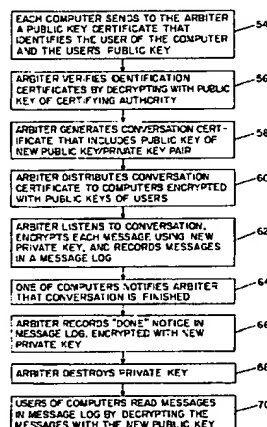 EACH COMPUTER SENDS TO THE ARBITER
A PUBLIC KEY CERTIFICATE THAT
IDENTIFIES THE USER OF THE COMPUTER
AND THE USERS PUBLIC KEY
54
ARBITER VERIFIES IDENTIFICATION
CERTIFICATES BY DECRYPTING WITH PUBLIC
KEY OF CERTIFYING AUTHORITY
56
ARBITER GENERATES CONVERSATION CERT-
IFICATE THAT INCLUDES PUBLIC KEY OF
NEW PUBLIC KEY/PRIVATE KEY PAIR
58
ARBITER DISTRIBUTES CONVERSATION
CERTIFICATE TO COMPUTERS ENCRYPTED
WITH PUBLIC KEYS OF USERS
60
ARBITER LISTENS TO CONVERSATION,
ENCRYPTS EACH MESSAGE USING NEW
PRIVATE KEY, AND RECORDS MESSAGES
IN A MESSAGE LOG
62
ONE OF COMPUTERS NOTIFIES ARBITER
THAT CONVERSATION IS FINISHED
64
ARBITER RECORDS "DONE" NOTICE IN
MESSAGE LOG, ENCRYPTED WITH NEW
PRIVATE KEY
66
ARBITER DESTROYS PRIVATE KEY
68
USERS OF COMPUTERS READ MESSAGES
IN MESSAGE LOG BY DECRYPTING THE
MESSAGES WITH THE NEW PUBLIC KEY
70